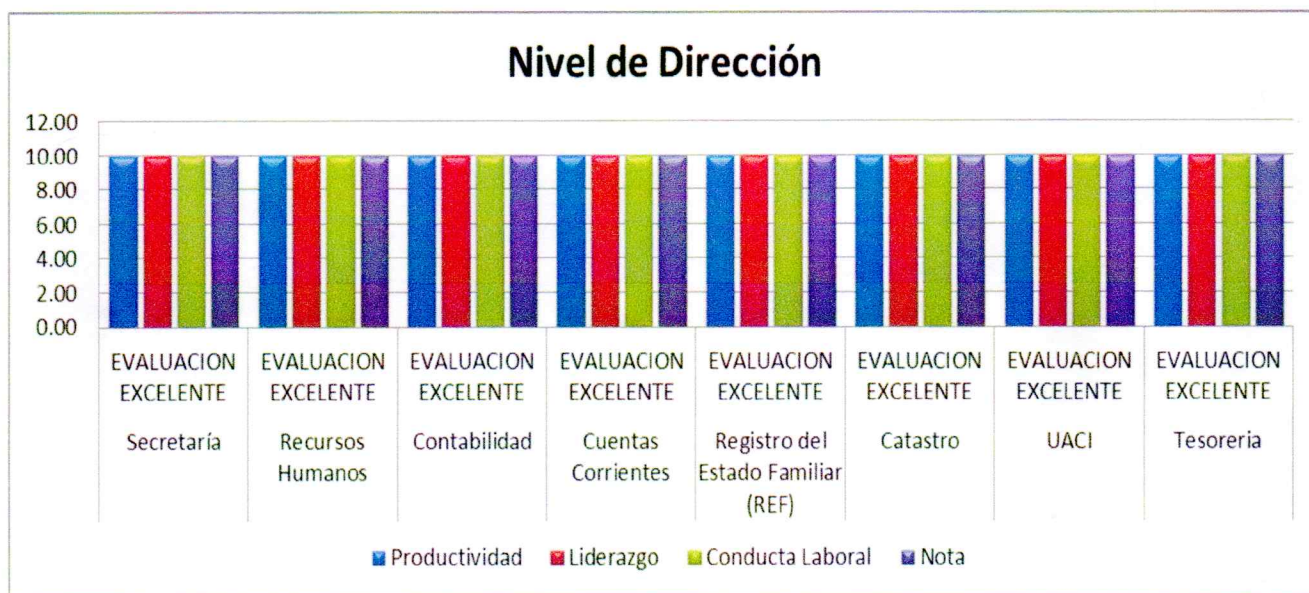 Nivel de Dirección
12.00
10.00
8.00
6.00
4.00
2.00
0.00
EVALUACION EXCELENTE
Secretaría
EVALUACION EXCELENTE
Recursos
Humanos
EVALUACION EXCELENTE
Contabilidad
EVALUACION EXCELENTE
Cuentas
Corrientes
EVALUACION EXCELENTE
Registro del
Estado Familiar
(REF)
EVALUACION EXCELENTE
Catastro
EVALUACION EXCELENTE
UACI
EVALUACION EXCELENTE
Tesoreria
Productividad Liderazgo Conducta Laboral Nota